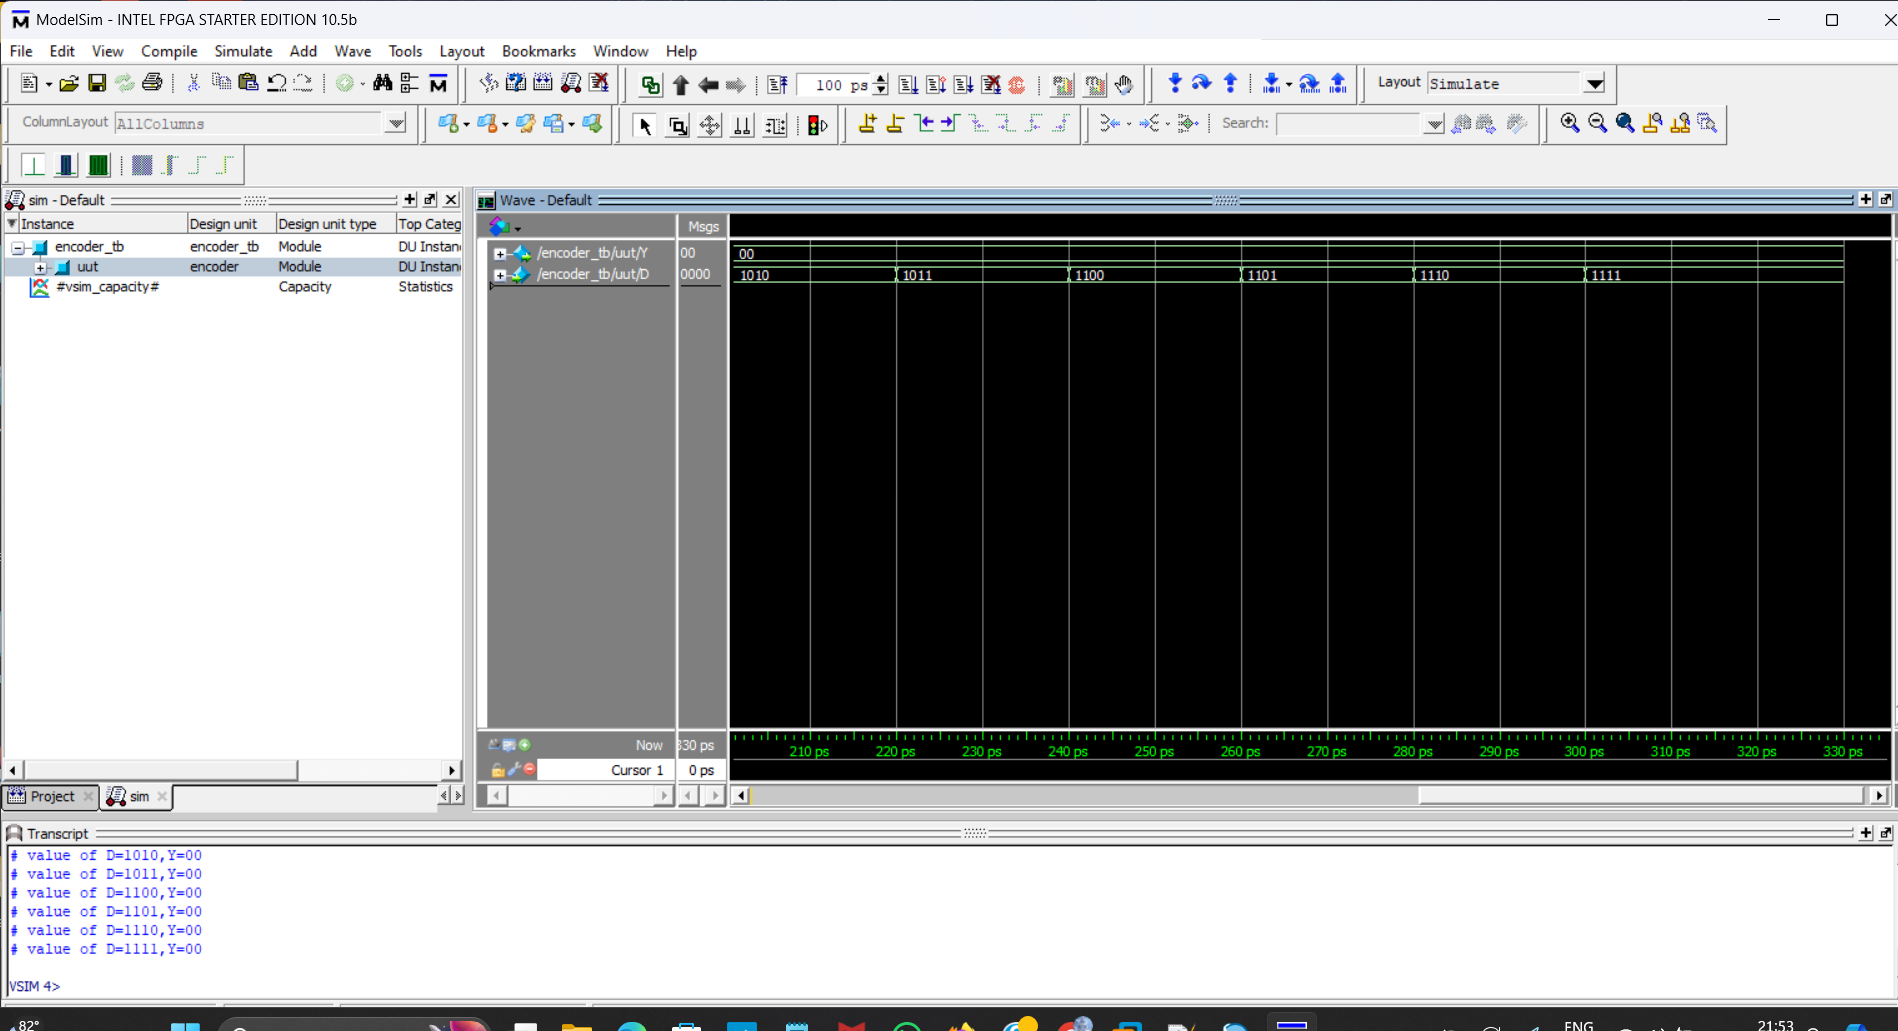 ModelSim - INTEL FPGA STARTER EDITION 10.5b
File Edit View Compile Simulate Add Wave Tools Layout Bookmarks Window Help
100 ps
Layout Simulate
ColumnLayout AllColumns
Search:
sim - Default
Instance Design unit Design unit type Top Categ
encoder_tb encoder_tb Module DU Instan
uut encoder Module DU Instan
#vsim_capacity# Capacity Statistics
Wave - Default
Msgs
/encoder_tb/uut/Y 00 00
/encoder_tb/uut/D 0000 1010 1011 1100 1101 1110 1111
Now 330 ps
210 ps 220 ps 230 ps 240 ps 250 ps 260 ps 270 ps 280 ps 290 ps 300 ps 310 ps 320 ps 330 ps
Cursor 1 0 ps
Project sim
Transcript
# value of D=1010,Y=00
# value of D=1011,Y=00
# value of D=1100,Y=00
# value of D=1101,Y=00
# value of D=1110,Y=00
# value of D=1111,Y=00
VSIM 4>
82°
ENG
21:53